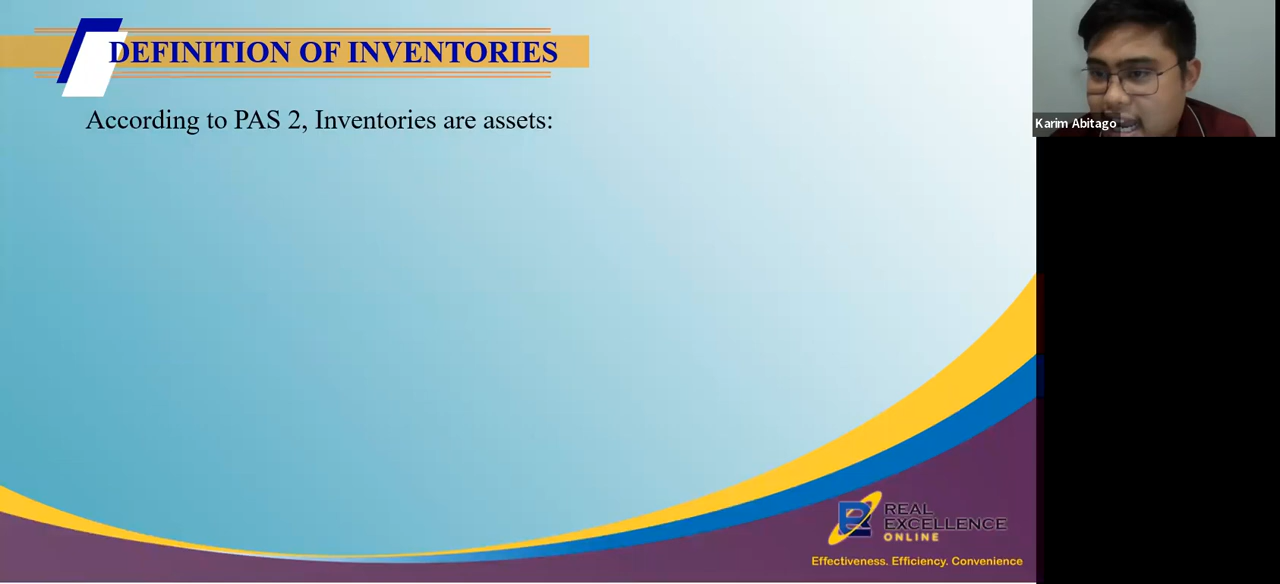 DEFINITION OF INVENTORIES
According to PAS 2, Inventories are assets:
Karim Abitago
REAL
EXCELLENCE
ONLINE
Effectiveness. Efficiency. Convenience